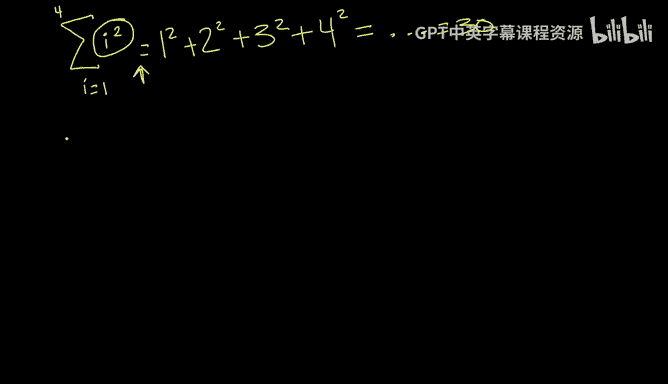 4
∑ i² = 1² + 2² + 3² + 4² = . . . = 30
i=1
↑
GPT中英字幕课程资源 bilibili